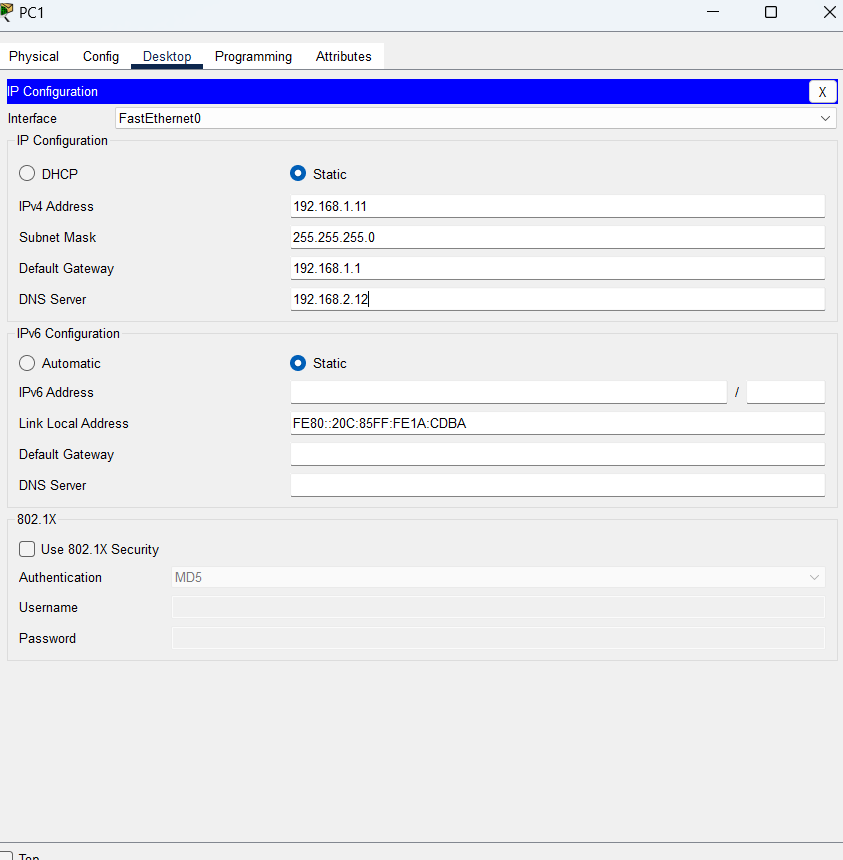 PC1
Physical Config Desktop Programming Attributes
IP Configuration X
Interface FastEthernet0
IP Configuration
DHCP Static
IPv4 Address 192.168.1.11
Subnet Mask 255.255.255.0
Default Gateway 192.168.1.1
DNS Server 192.168.2.12
IPv6 Configuration
Automatic Static
IPv6 Address /
Link Local Address FE80::20C:85FF:FE1A:CDBA
Default Gateway
DNS Server
802.1X
Use 802.1X Security
Authentication MD5
Username
Password
Top